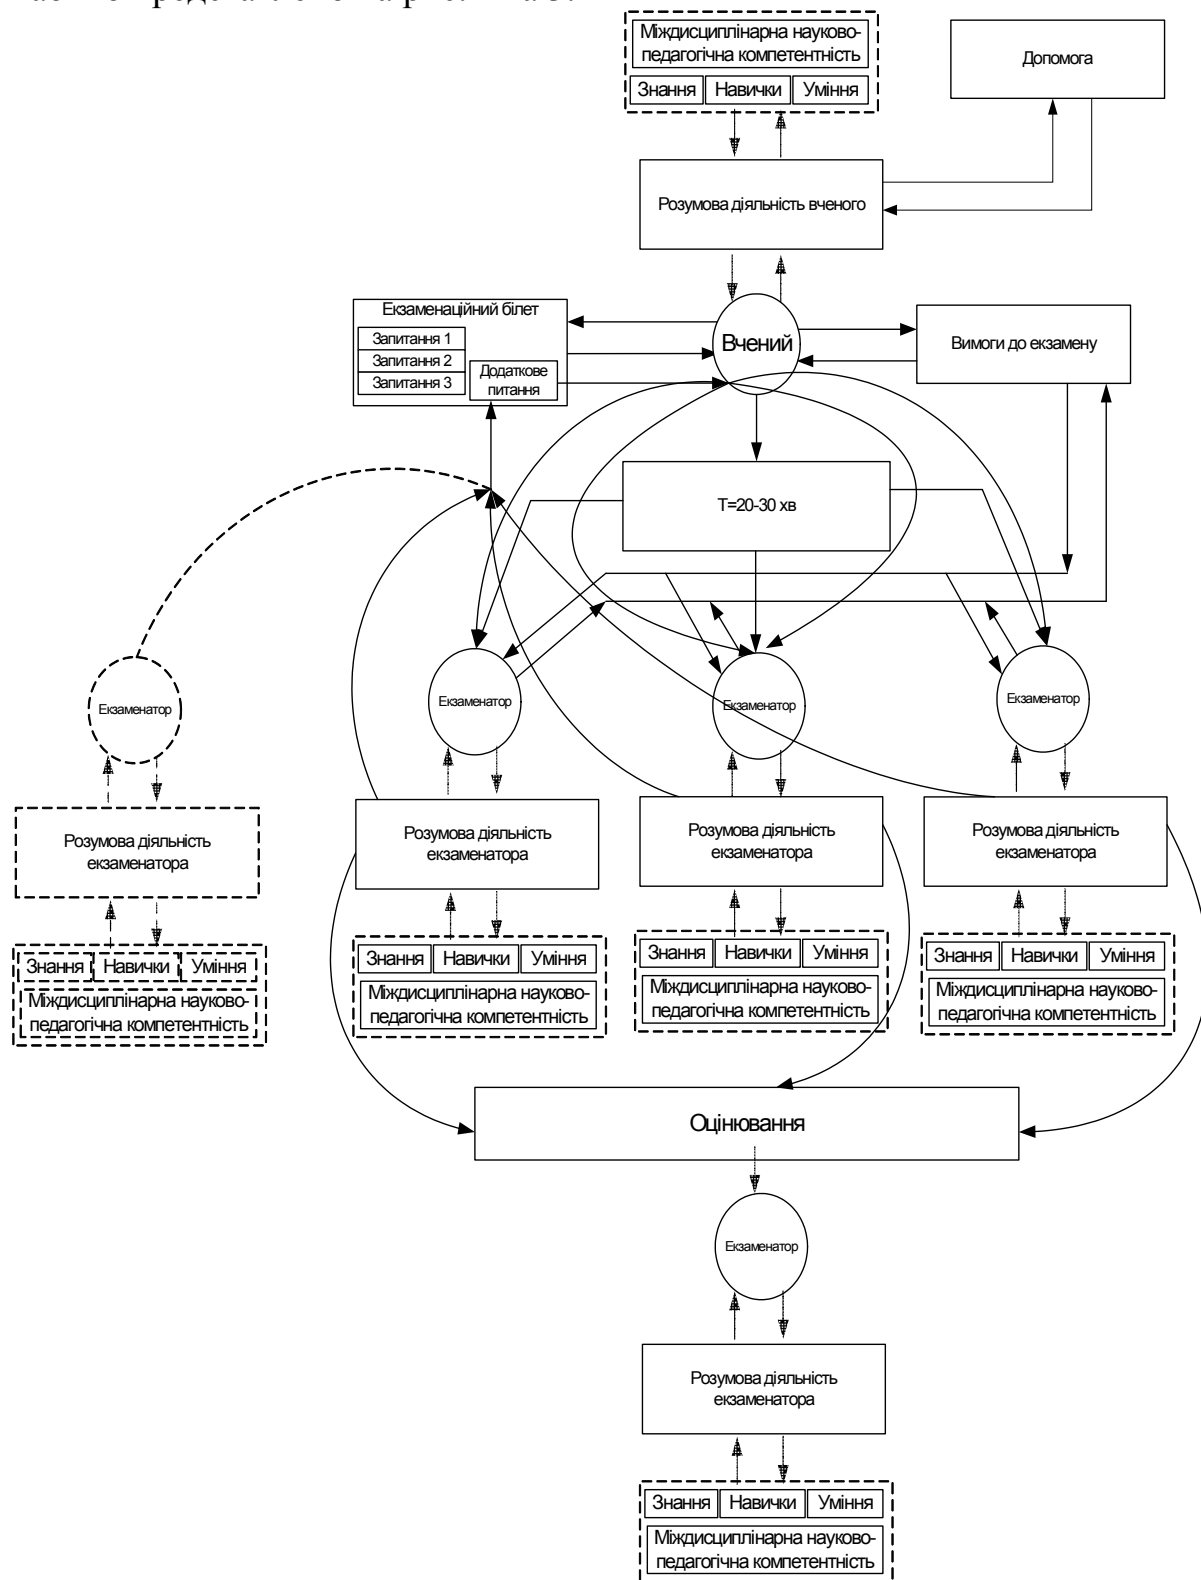 Міждисциплінарна науково-
педагогічна компетентність
Знання Навички Уміння
Допомога
Розумова діяльність вченого
Екзаменаційний білет
Запитання 1
Запитання 2
Запитання 3
Додаткове
питання
Вчений
Вимоги до екзамену
Т=20-30 хв
Екзаменатор
Екзаменатор
Екзаменатор
Екзаменатор
Розумова діяльність
екзаменатора
Розумова діяльність
екзаменатора
Розумова діяльність
екзаменатора
Розумова діяльність
екзаменатора
Знання Навички Уміння
Міждисциплінарна науково-
педагогічна компетентність
Знання Навички Уміння
Міждисциплінарна науково-
педагогічна компетентність
Знання Навички Уміння
Міждисциплінарна науково-
педагогічна компетентність
Знання Навички Уміння
Міждисциплінарна науково-
педагогічна компетентність
Оцінювання
Екзаменатор
Розумова діяльність
екзаменатора
Знання Навички Уміння
Міждисциплінарна науково-
педагогічна компетентність